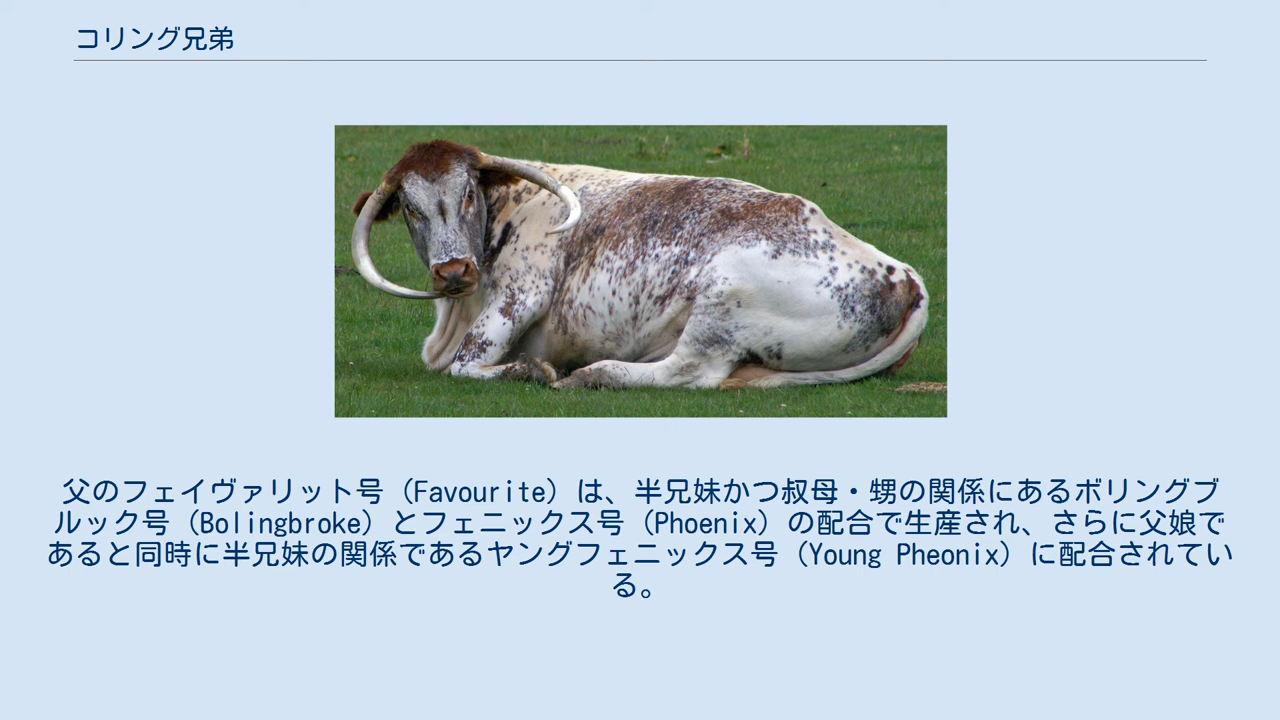 コリング兄弟
父のフェイヴァリット号（Favourite）は、半兄妹かつ叔母・甥の関係にあるボリングブ
ルック号（Bolingbroke）とフェニックス号（Phoenix）の配合で生産され、さらに父娘で
あると同時に半兄妹の関係であるヤングフェニックス号（Young Pheonix）に配合されてい
る。